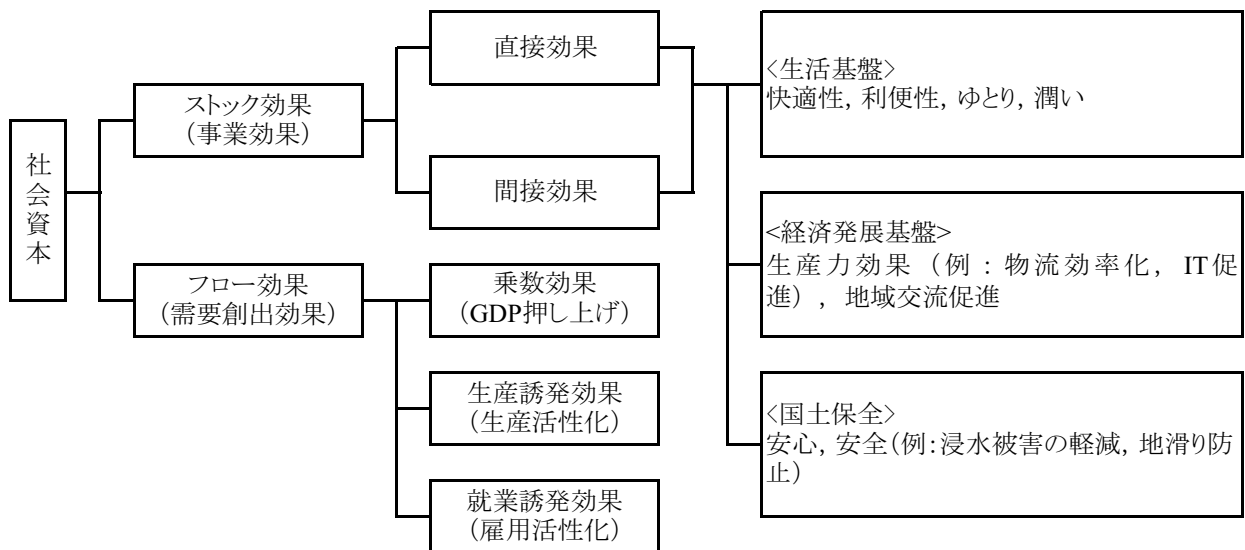 社会資本
ストック効果
(事業効果)
フロー効果
(需要創出効果)
直接効果
間接効果
乗数効果
(GDP押し上げ)
生産誘発効果
(生産活性化)
就業誘発効果
(雇用活性化)
<生活基盤>
快適性, 利便性, ゆとり, 潤い
<経済発展基盤>
生産力効果 (例：物流効率化, IT促
進) , 地域交流促進
<国土保全>
安心, 安全(例:浸水被害の軽減, 地滑り防
止)